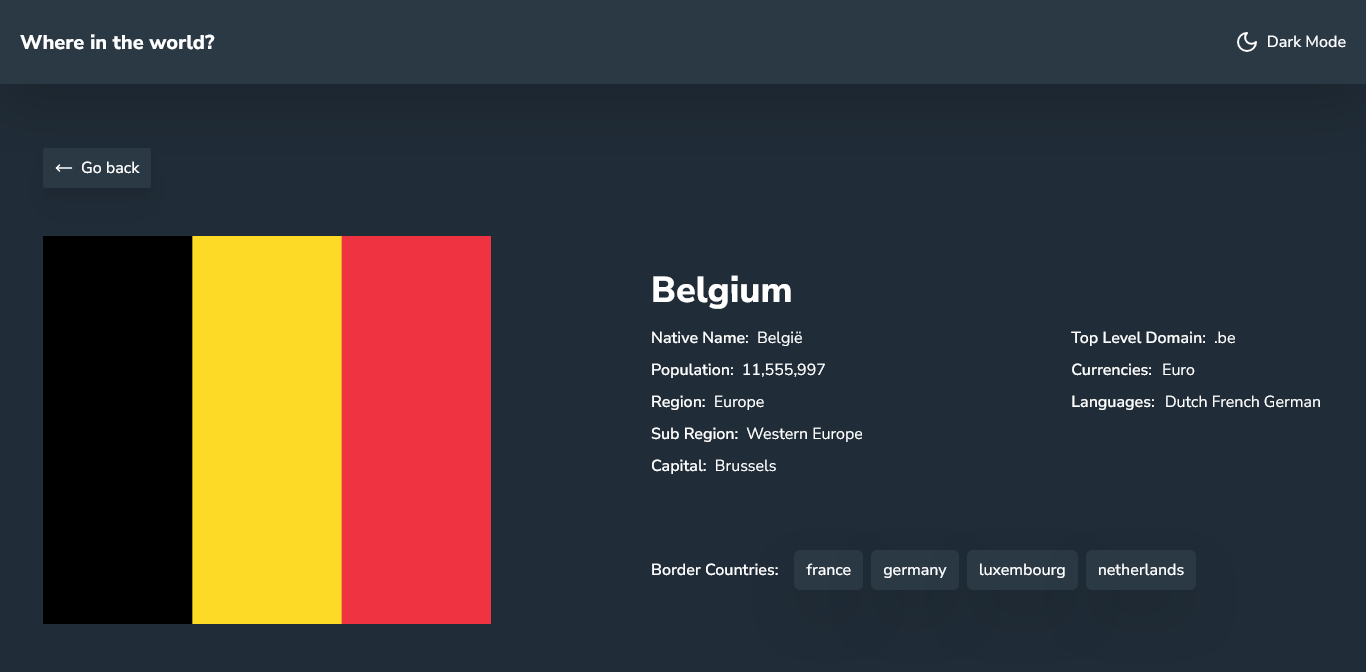 Where in the world?
Dark Mode
Go back
Belgium
Native Name: België
Population: 11,555,997
Region: Europe
Sub Region: Western Europe
Capital: Brussels
Top Level Domain: .be
Currencies: Euro
Languages: Dutch French German
Border Countries: france germany luxembourg netherlands